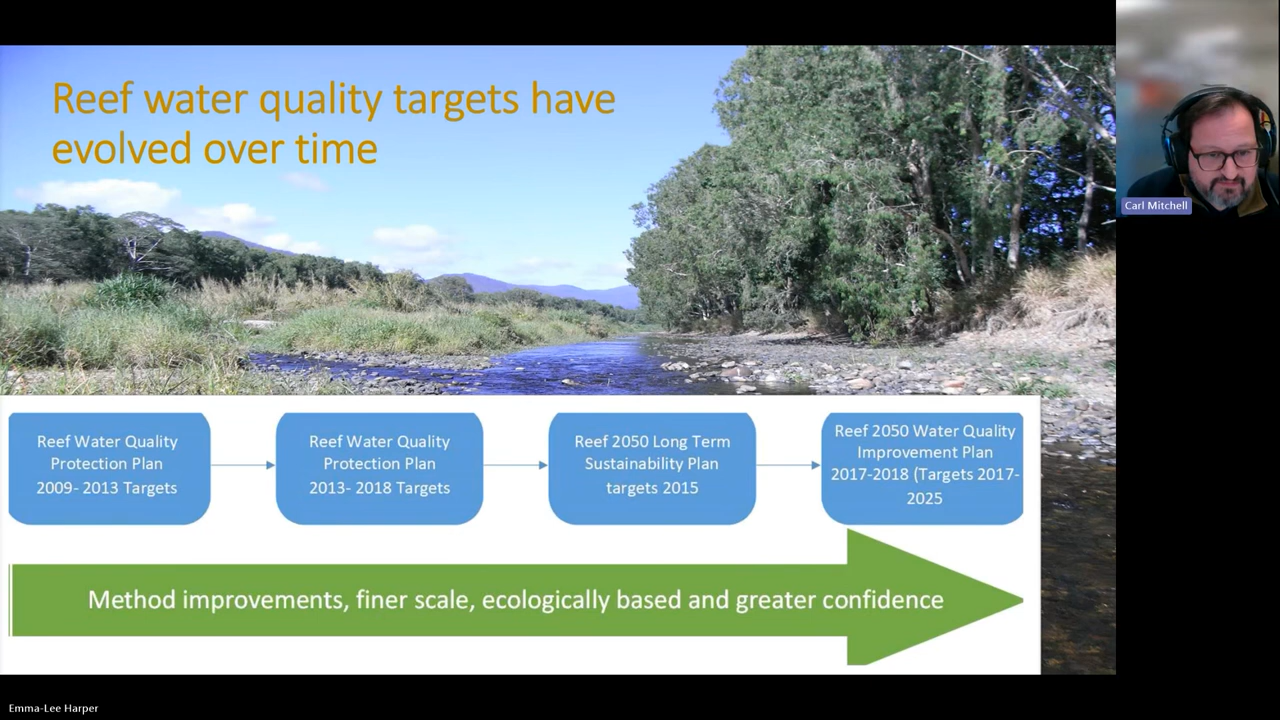 Reef water quality targets have
evolved over time
Carl Mitchell
Reef Water Quality
Protection Plan
2009- 2013 Targets
Reef Water Quality
Protection Plan
2013- 2018 Targets
Reef 2050 Long Term
Sustainability Plan
targets 2015
Reef 2050 Water Quality
Improvement Plan
2017-2018 (Targets 2017-
2025
Method improvements, finer scale, ecologically based and greater confidence
Emma-Lee Harper